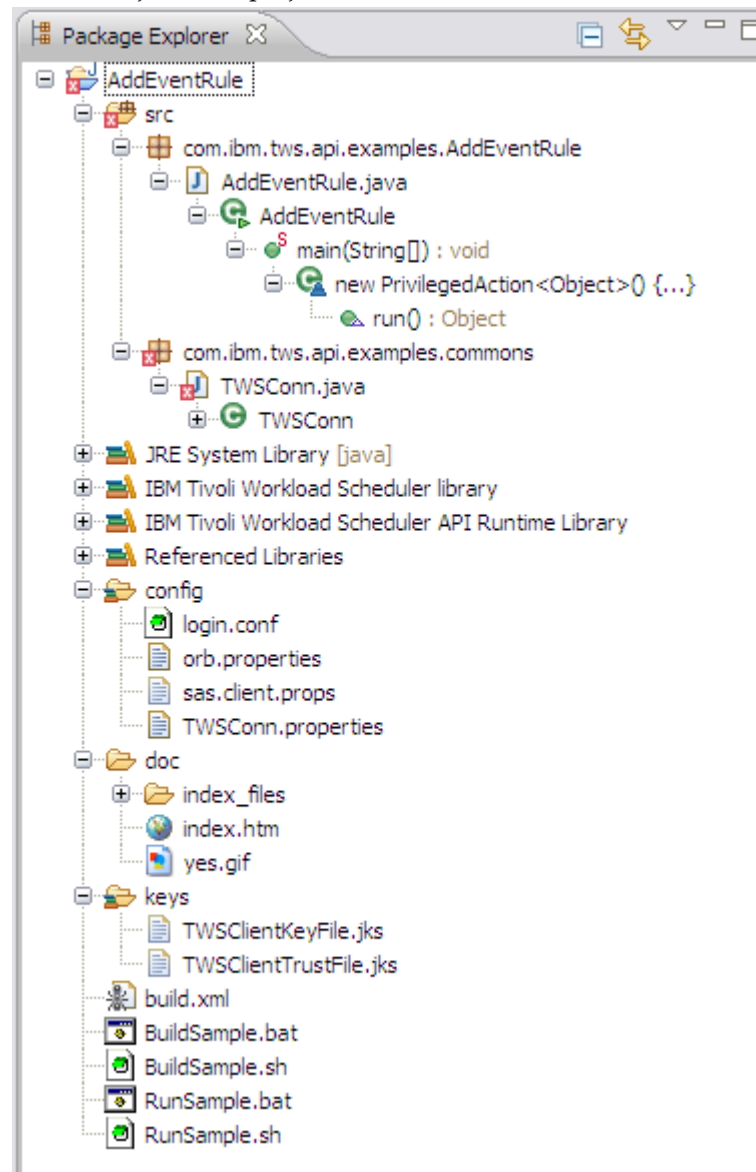 Package Explorer
AddEventRule
src
com.ibm.tws.api.examples.AddEventRule
AddEventRule.java
AddEventRule
main(String[]) : void
new PrivilegedAction<Object>() {...}
run() : Object
com.ibm.tws.api.examples.commons
TWSConn.java
TWSConn
JRE System Library [java]
IBM Tivoli Workload Scheduler library
IBM Tivoli Workload Scheduler API Runtime Library
Referenced Libraries
config
login.conf
orb.properties
sas.client.props
TWSConn.properties
doc
index_files
index.htm
yes.gif
keys
TWSClientKeyFile.jks
TWSClientTrustFile.jks
build.xml
BuildSample.bat
BuildSample.sh
RunSample.bat
RunSample.sh